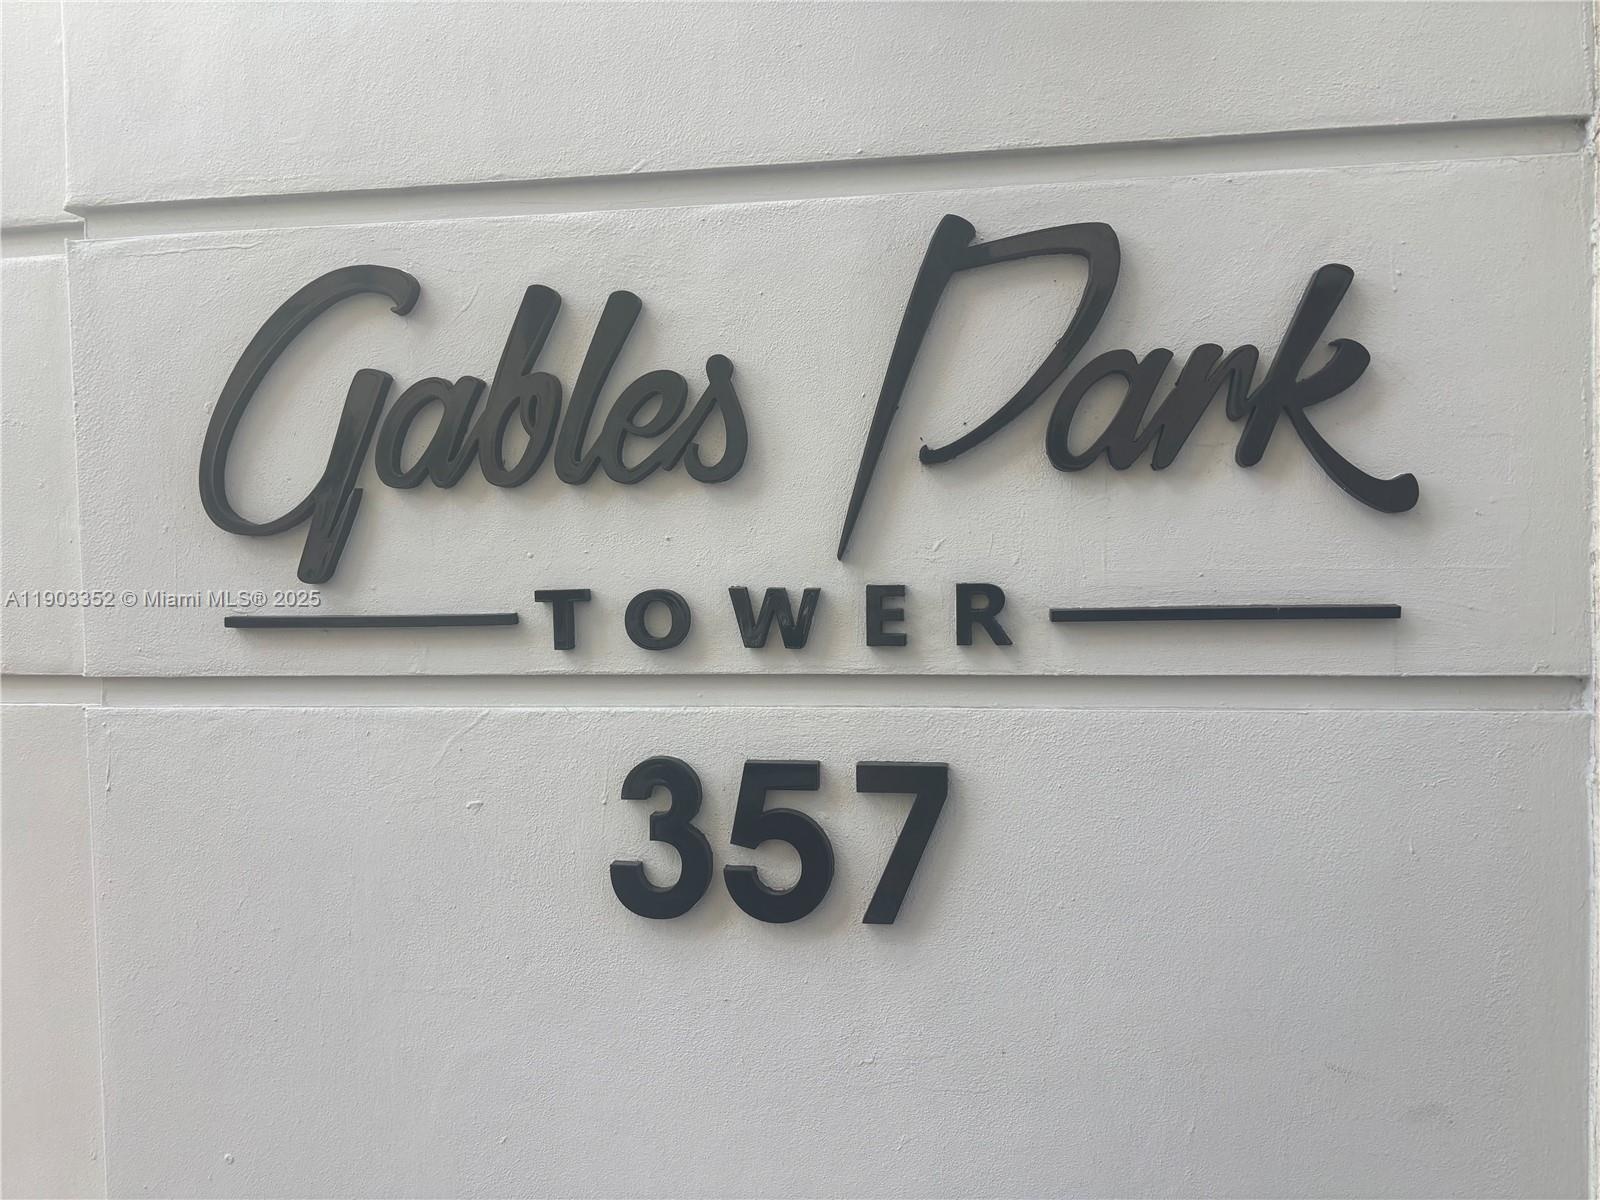 Gables Park
TOWER
A11903352 © Miami MLS® 2025
357